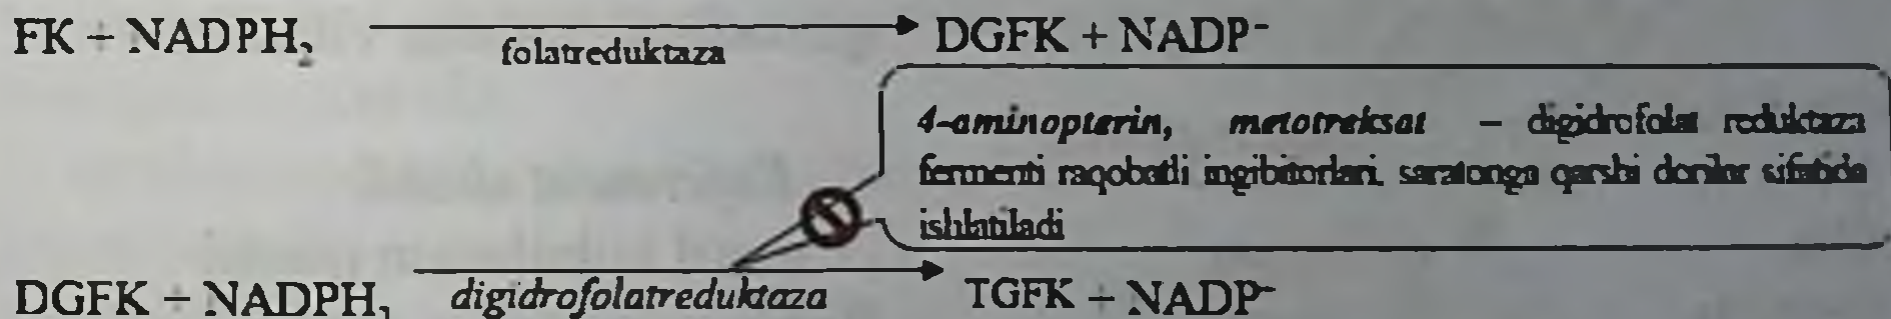 FK + NADPH₂ folatreduktaza DGFK + NADP⁺
4-aminopterin, metotreksat – digidrofolat reduktaza
fermenti raqobatli ingibitorlari, saratonga qarshi dorilar sifatida
ishlatiladi
DGFK + NADPH₂ digidrofolatreduktaza TGFK + NADP⁺